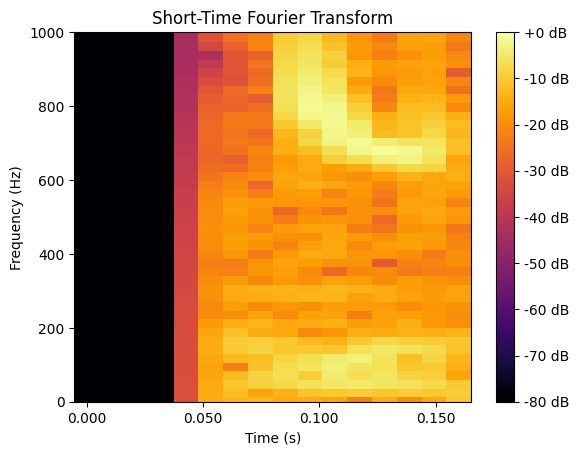 Short-Time Fourier Transform
1000
800
600
400
200
0
Frequency (Hz)
0.000
0.050
0.100
0.150
Time (s)
+0 dB
-10 dB
-20 dB
-30 dB
-40 dB
-50 dB
-60 dB
-70 dB
-80 dB